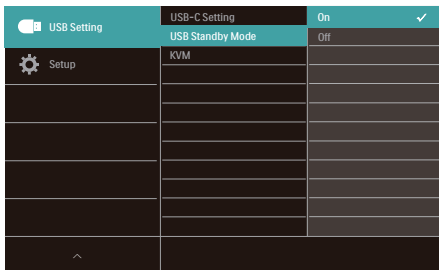 USB Setting
Setup
USB-C Setting
USB Standby Mode
KVM
On
Off